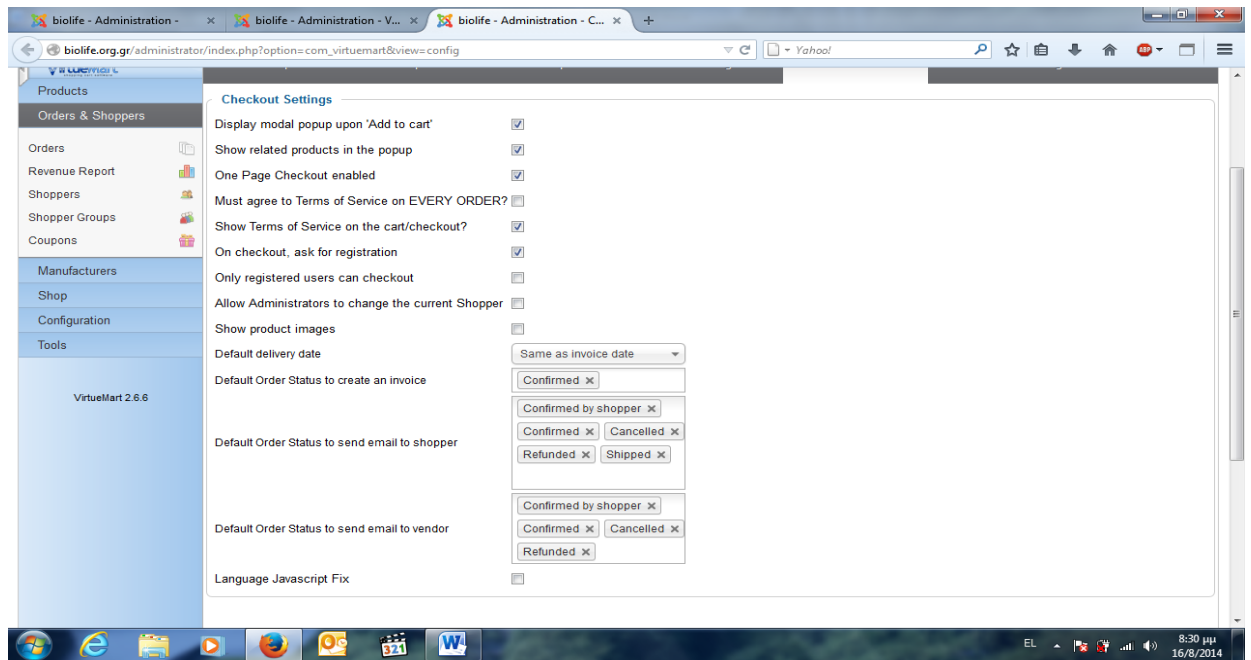 biolife - Administration -
biolife - Administration - V...
biolife - Administration - C...
biolife.org.gr/administrator/index.php?option=com_virtuemart&view=config
Yahoo!
ABP
Products
Orders & Shoppers
Orders
Revenue Report
Shoppers
Shopper Groups
Coupons
Manufacturers
Shop
Configuration
Tools
VirtueMart 2.6.6
Checkout Settings
Display modal popup upon 'Add to cart'
Show related products in the popup
One Page Checkout enabled
Must agree to Terms of Service on EVERY ORDER?
Show Terms of Service on the cart/checkout?
On checkout, ask for registration
Only registered users can checkout
Allow Administrators to change the current Shopper
Show product images
Default delivery date Same as invoice date
Default Order Status to create an invoice Confirmed
Default Order Status to send email to shopper
Confirmed by shopper
Confirmed Cancelled
Refunded Shipped
Default Order Status to send email to vendor
Confirmed by shopper
Confirmed Cancelled
Refunded
Language Javascript Fix
321
W
EL
8:30 μμ
16/8/2014